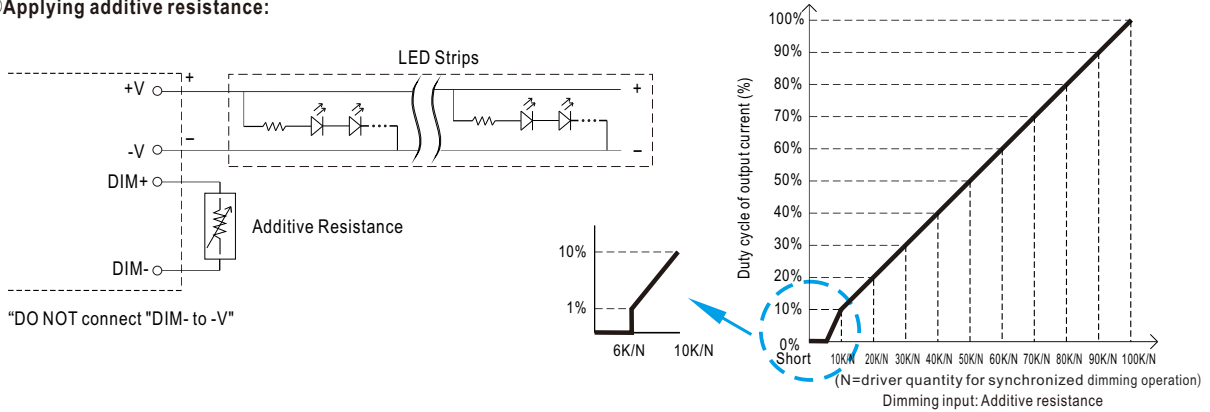 Applying additive resistance:
LED Strips
+V
+
+
-V
–
–
DIM+
Additive Resistance
DIM-
"DO NOT connect "DIM- to -V"
10%
1%
6K/N
10K/N
Duty cycle of output current (%)
100%
90%
80%
70%
60%
50%
40%
30%
20%
10%
0%
Short
10K/N 20K/N 30K/N 40K/N 50K/N 60K/N 70K/N 80K/N 90K/N 100K/N
(N=driver quantity for synchronized dimming operation)
Dimming input: Additive resistance